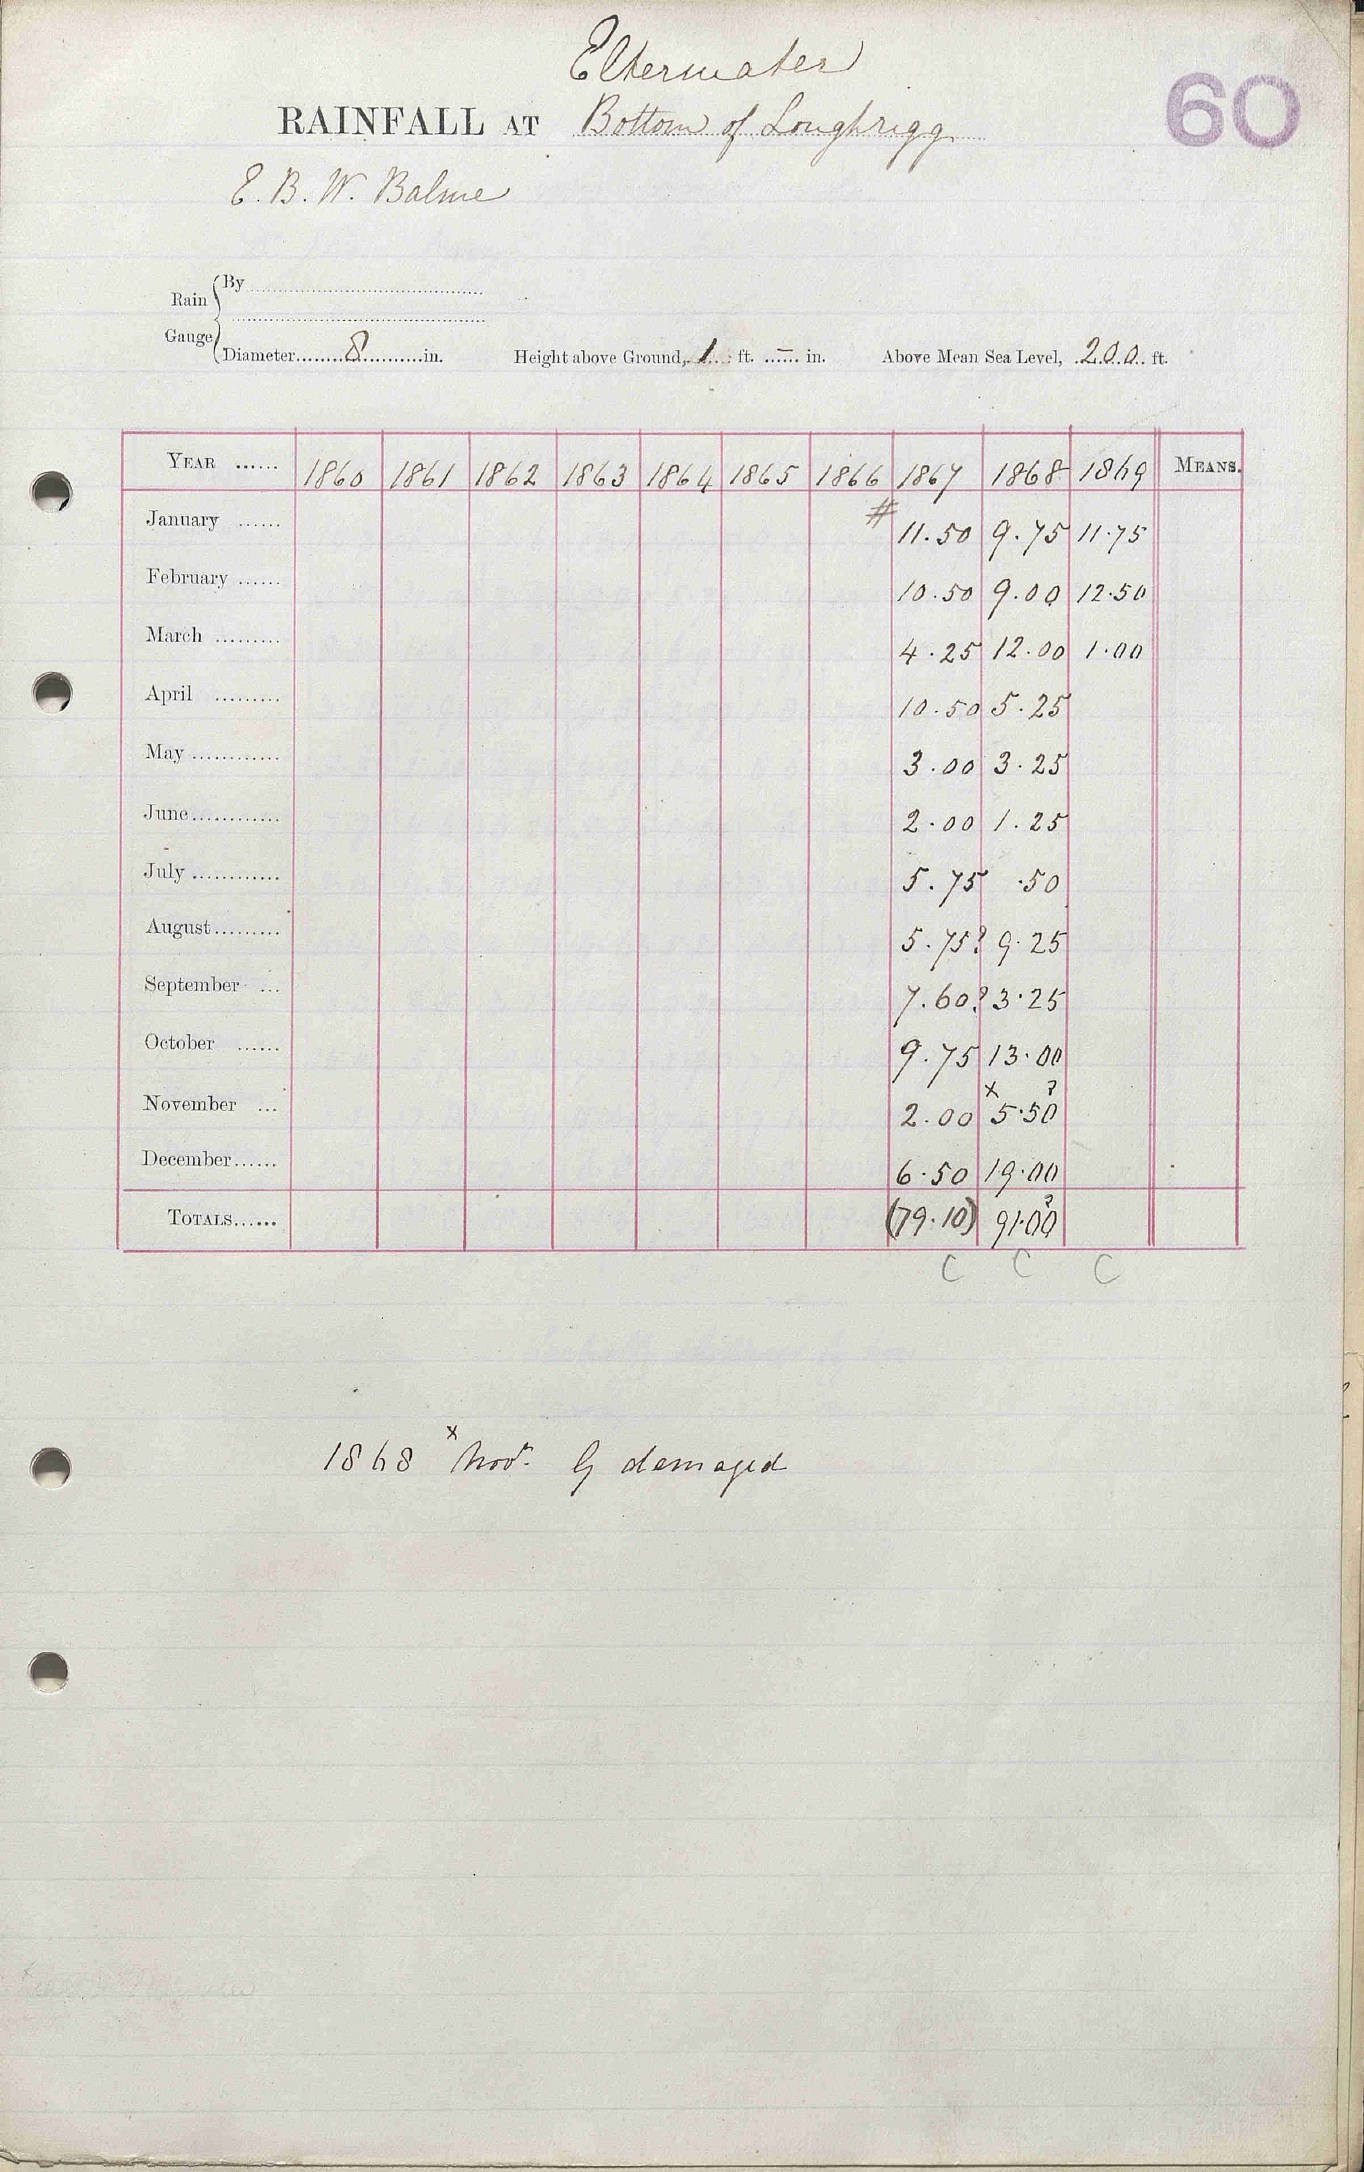 Elterwater
60
RAINFALL AT Bottom of Loughrigg
E. B. W. Balme
Rain Gauge
By
Diameter 8 in. Height above Ground, 1 ft. – in. Above Mean Sea Level, 200 ft.
YEAR 1860 1861 1862 1863 1864 1865 1866 1867 1868 1869 MEANS.
January # 11.50 9.75 11.75
February 10.50 9.00 12.50
March 4.25 12.00 1.00
April 10.50 5.25
May 3.00 3.25
June 2.00 1.25
July 5.75 .50
August 5.75? 9.25
September 7.60? 3.25
October 9.75 13.00
November 2.00 x 5.50 ?
December 6.50 19.00
TOTALS (79.10) 91.00 ?
C C C
1868 x Nov. G damaged